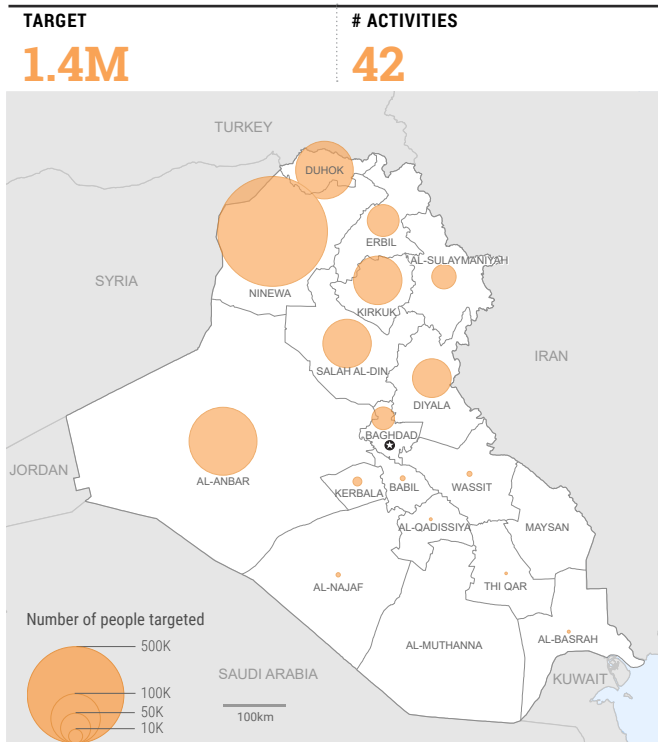 TARGET
# ACTIVITIES
1.4M
42
TURKEY
DUHOK
ERBIL
AL-SULAYMANIYAH
SYRIA
NINEWA
KIRKUK
IRAN
SALAH AL-DIN
DIYALA
BAGHDAD
JORDAN
AL-ANBAR
KERBALA
BABIL
WASSIT
AL-QADISSIYA
MAYSAN
AL-NAJAF
THI QAR
Number of people targeted
AL-MUTHANNA
AL-BASRAH
500K
SAUDI ARABIA
KUWAIT
100K
50K
100km
10K